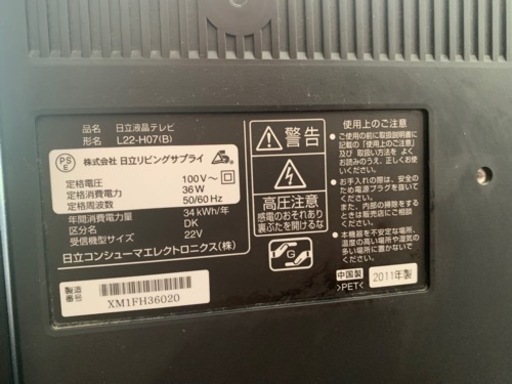 品名 日立液晶テレビ
形名 L22-H07(B)
PS
E
株式会社 日立リビングサプライ
定格電圧 100V～
定格消費電力 36W
定格周波数 50/60 Hz
年間消費電力量 34 kWh/年
区分名 DK
受信機型サイズ 22V
日立コンシューマエレクトロニクス(株)
製造
番号
XM1FH36020
警告
高圧注意
感電のおそれあり
裏ぶたを開けるな
G
使用上のご注意
●ご使用の前に取扱説明書
記載の「使用上のご注意」
及び、取扱い方法を よく
お読みのうえ、正しくお使い
ください。
●お手入れの際は、安全の
ため電源プラグを抜いて
ください。
また、内部の掃除をする
ときは販売店にご相談
ください。
●本機器を不安定な場所、
温度の高い場所や湿気の
多い場所に置かないで
ください。
中国製
2011年製
>PET<